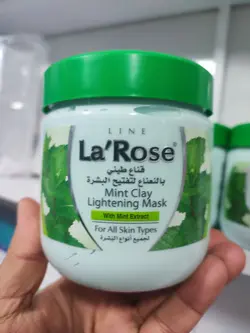 LINE
La'Rose®
قناع طيني
بالنعناع لتفتيح البشرة
Mint Clay
Lightening Mask
With Mint Extract
For All Skin Types
لجميع أنواع البشرة